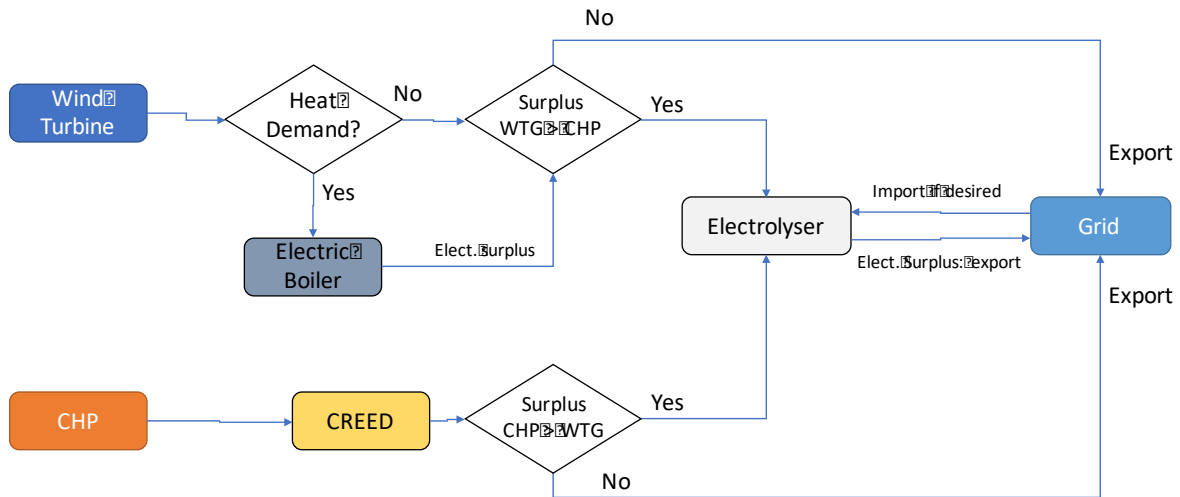 No
Wind
Turbine
Heat
Demand?
No
Surplus
WTG > CHP
Yes
Export
Yes
Import if desired
Electrolyser
Grid
Electric
Boiler
Elect. surplus
Elect. Surplus: export
Export
CHP
CREED
Surplus
CHP > WTG
Yes
No